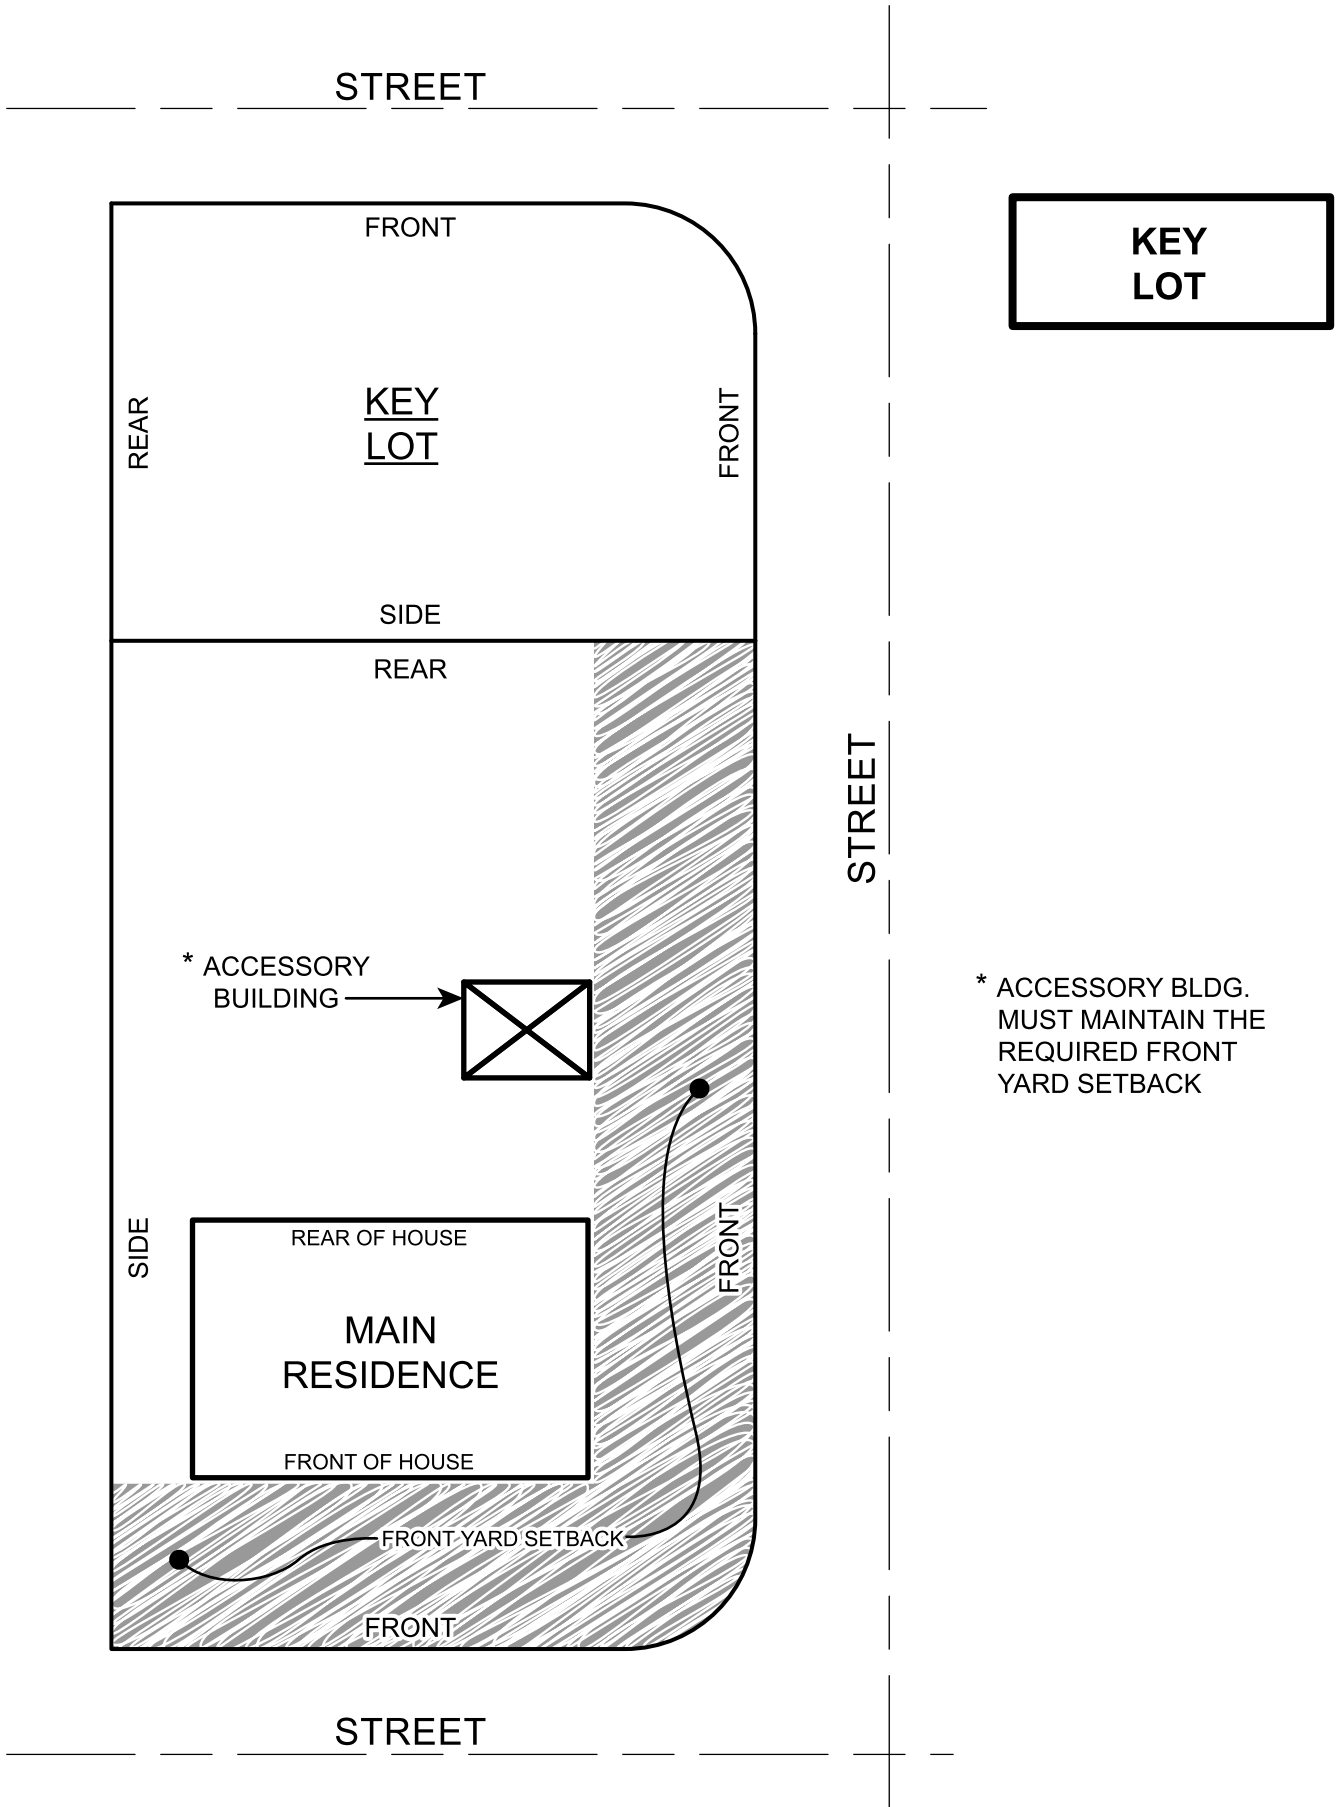 STREET
FRONT
KEY
LOT
REAR
KEY
LOT
FRONT
SIDE
REAR
STREET
* ACCESSORY
BUILDING
* ACCESSORY BLDG.
MUST MAINTAIN THE
REQUIRED FRONT
YARD SETBACK
SIDE
REAR OF HOUSE
FRONT
MAIN
RESIDENCE
FRONT OF HOUSE
FRONT YARD SETBACK
FRONT
STREET